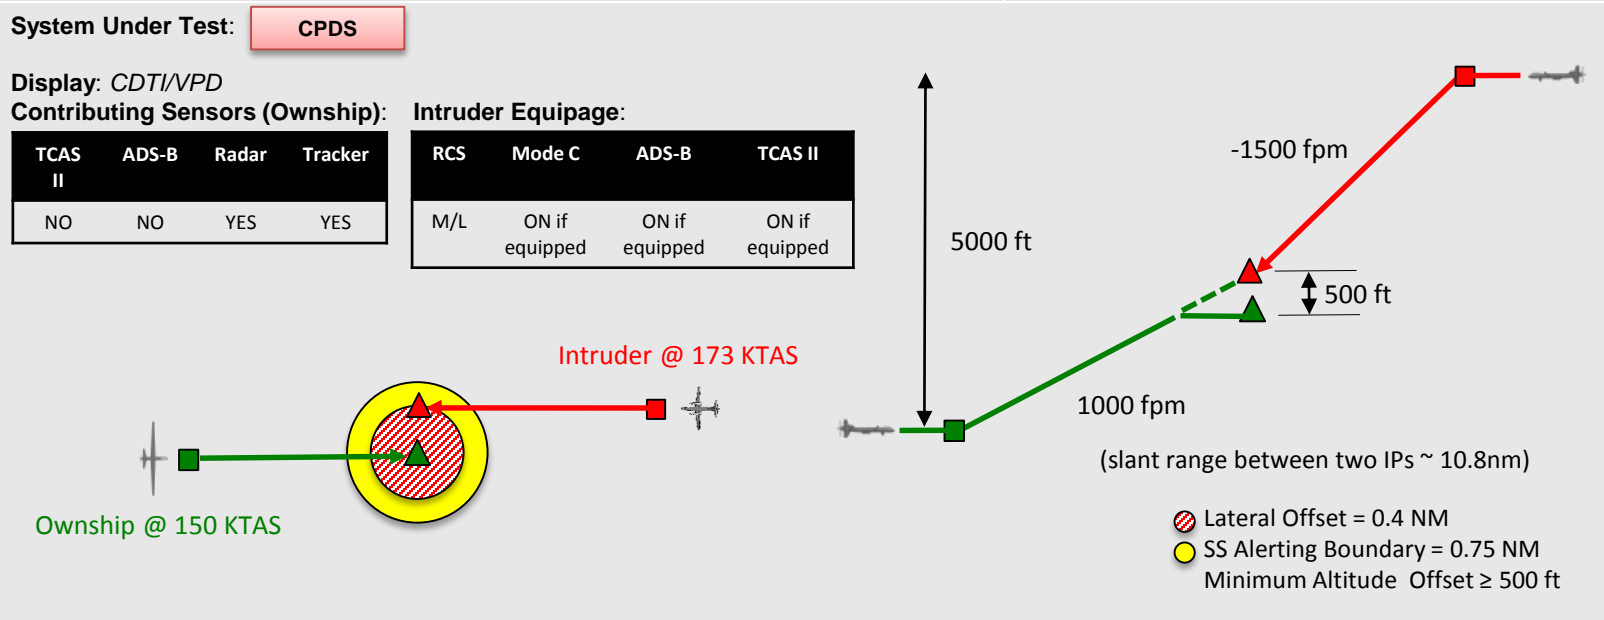 System Under Test:
CPDS
Display: CDTI/VPD
Contributing Sensors (Ownship):
TCAS II ADS-B Radar Tracker
NO NO YES YES
Intruder Equipage:
RCS Mode C ADS-B TCAS II
M/L ON if equipped ON if equipped ON if equipped
Intruder @ 173 KTAS
Ownship @ 150 KTAS
-1500 fpm
5000 ft
500 ft
1000 fpm
(slant range between two IPs ~ 10.8nm)
Lateral Offset = 0.4 NM
SS Alerting Boundary = 0.75 NM
Minimum Altitude Offset ≥ 500 ft